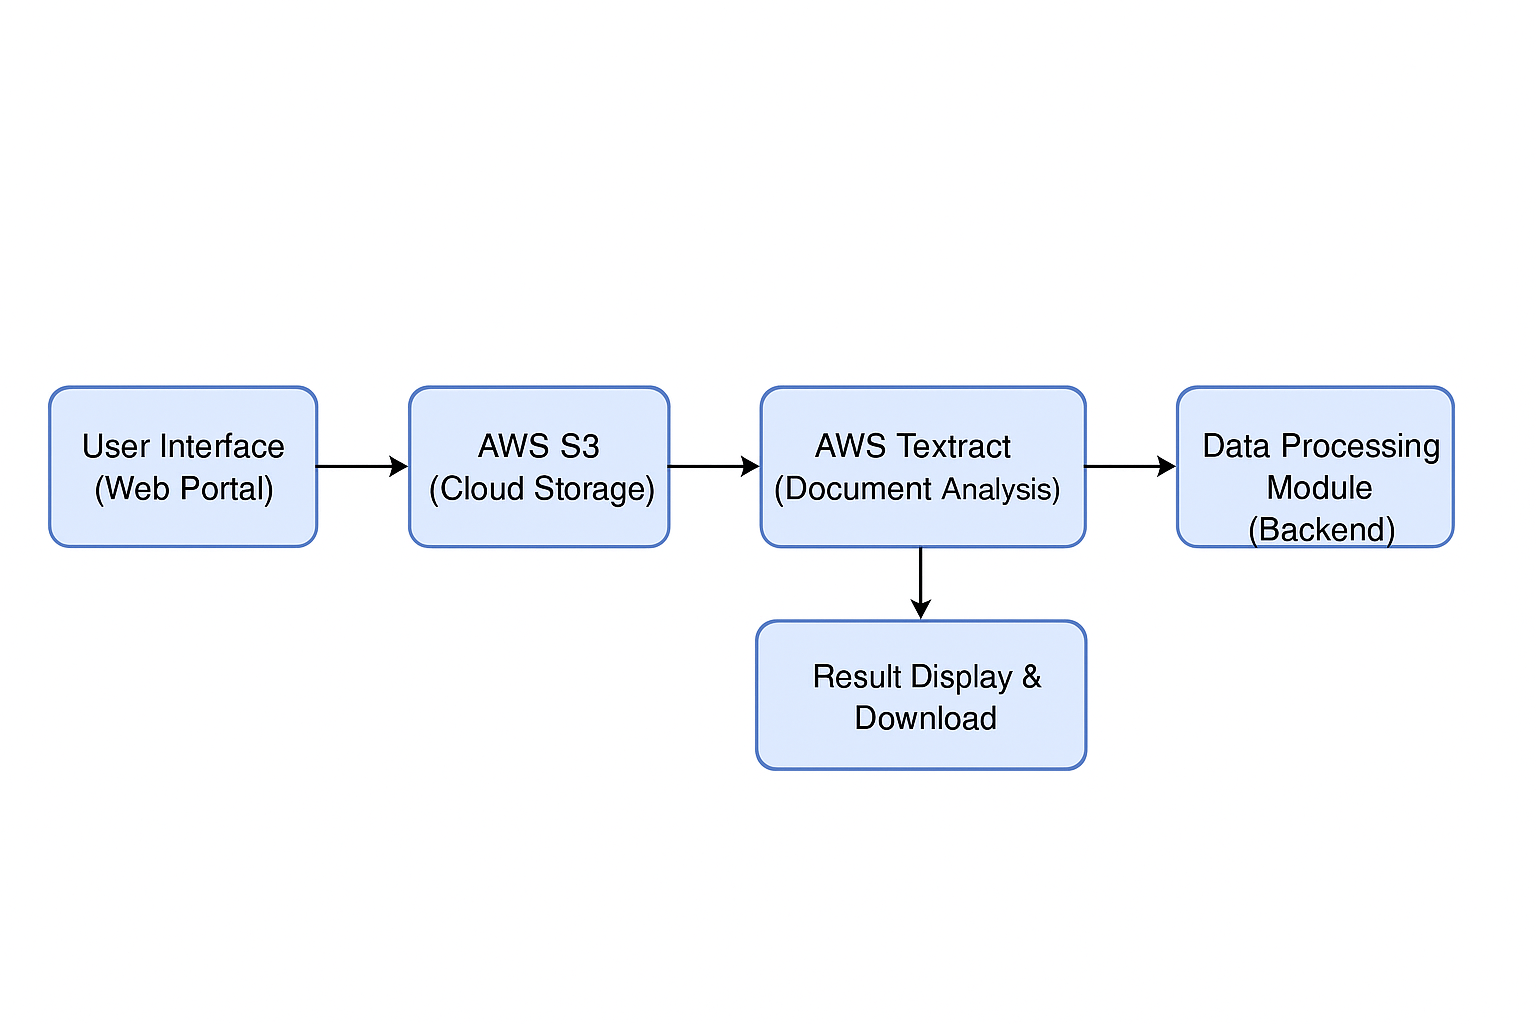 User Interface
(Web Portal)
AWS S3
(Cloud Storage)
AWS Textract
(Document Analysis)
Data Processing
Module
(Backend)
Result Display &
Download